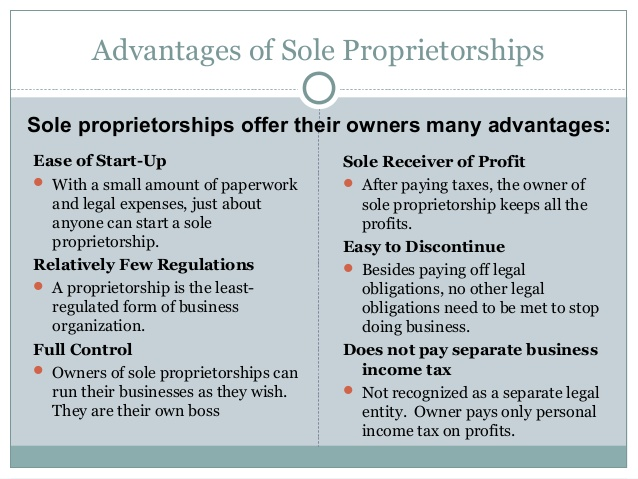 Advantages of Sole Proprietorships
Sole proprietorships offer their owners many advantages:
Ease of Start-Up
• With a small amount of paperwork
and legal expenses, just about
anyone can start a sole
proprietorship.
Relatively Few Regulations
• A proprietorship is the least-
regulated form of business
organization.
Full Control
• Owners of sole proprietorships can
run their businesses as they wish.
They are their own boss
Sole Receiver of Profit
• After paying taxes, the owner of
sole proprietorship keeps all the
profits.
Easy to Discontinue
• Besides paying off legal
obligations, no other legal
obligations need to be met to stop
doing business.
Does not pay separate business
income tax
• Not recognized as a separate legal
entity.  Owner pays only personal
income tax on profits.